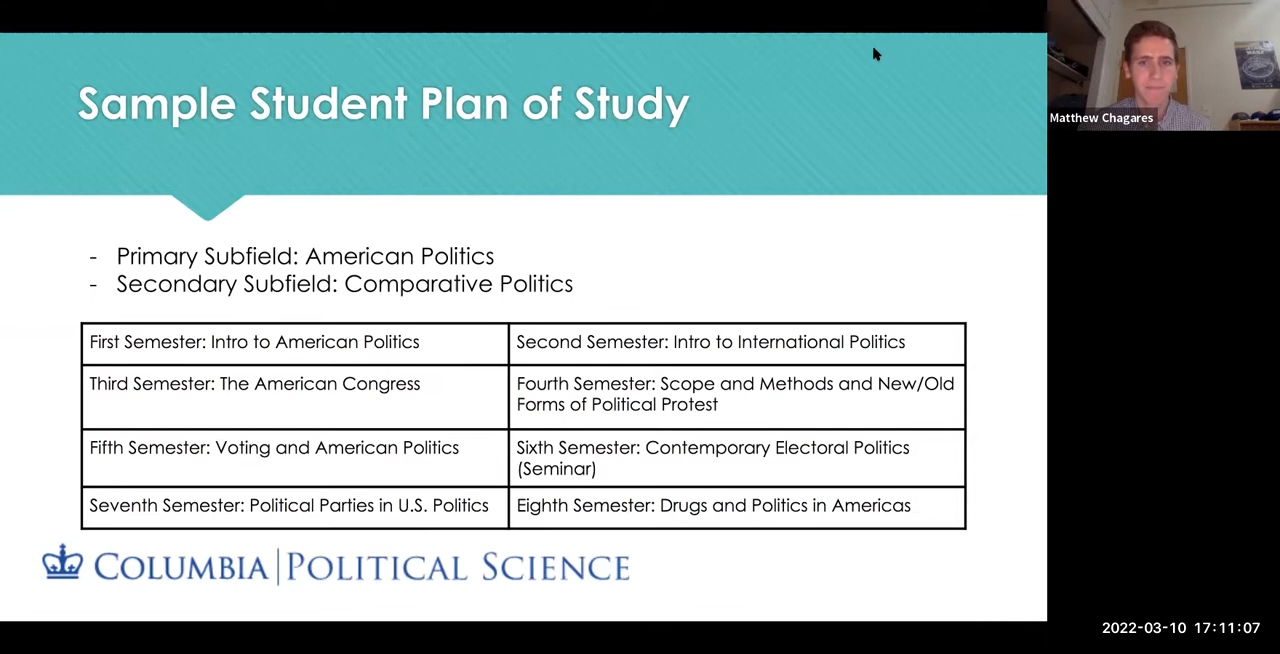 Sample Student Plan of Study
Matthew Chagares
- Primary Subfield: American Politics
- Secondary Subfield: Comparative Politics
First Semester: Intro to American Politics
Second Semester: Intro to International Politics
Third Semester: The American Congress
Fourth Semester: Scope and Methods and New/Old
Forms of Political Protest
Fifth Semester: Voting and American Politics
Sixth Semester: Contemporary Electoral Politics
(Seminar)
Seventh Semester: Political Parties in U.S. Politics
Eighth Semester: Drugs and Politics in Americas
COLUMBIA | POLITICAL SCIENCE
2022-03-10 17:11:07